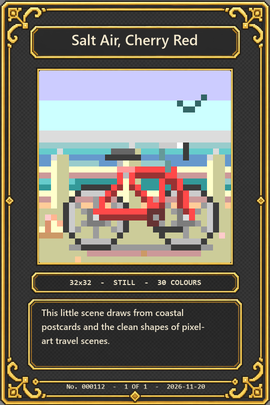 Salt Air, Cherry Red
32x32 - STILL - 30 COLOURS
This little scene draws from coastal
postcards and the clean shapes of pixel-
art travel scenes.
No. 000112 - 1 OF 1 - 2026-11-20